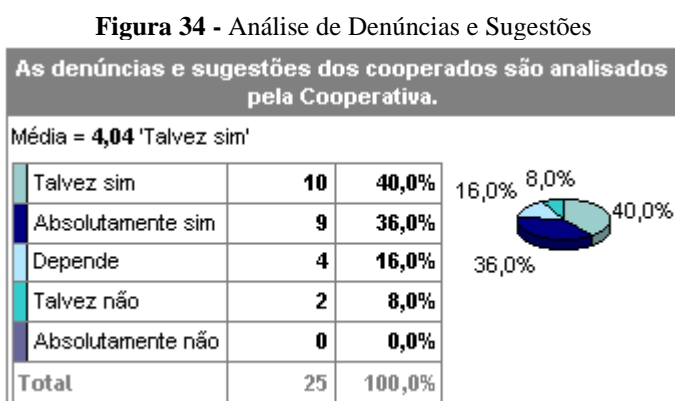 Figura 34 - Análise de Denúncias e Sugestões
As denúncias e sugestões dos cooperados são analisados
pela Cooperativa.
Média = 4,04 'Talvez sim'
Talvez sim 10 40,0%
Absolutamente sim 9 36,0%
Depende 4 16,0%
Talvez não 2 8,0%
Absolutamente não 0 0,0%
Total 25 100,0%
16,0% 8,0%
40,0%
36,0%